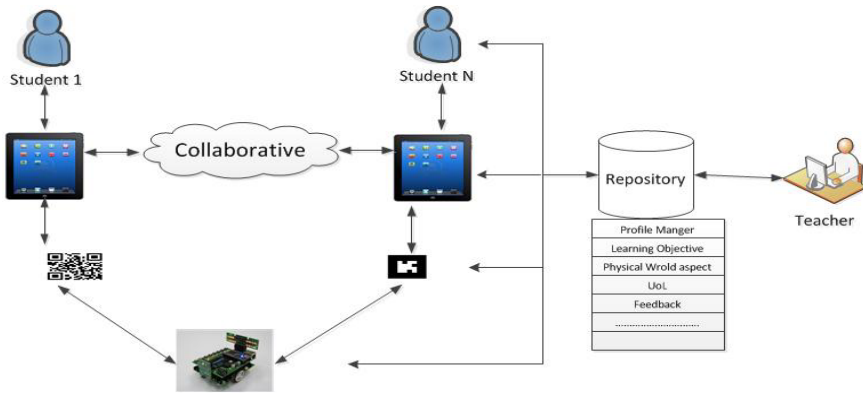 Student 1
Student N
Collaborative
Repository
Teacher
Profile Manger
Learning Objective
Physical Wrold aspect
UoL
Feedback
................................